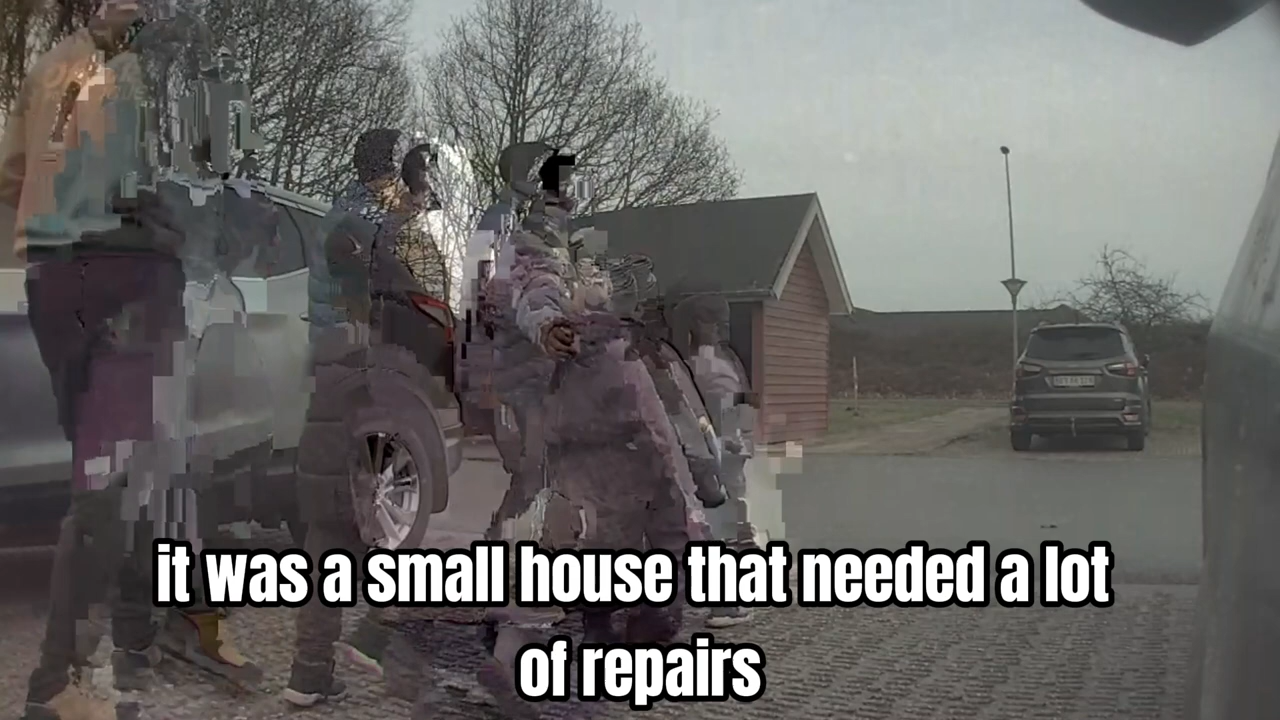 it was a small house that needed a lot
of repairs